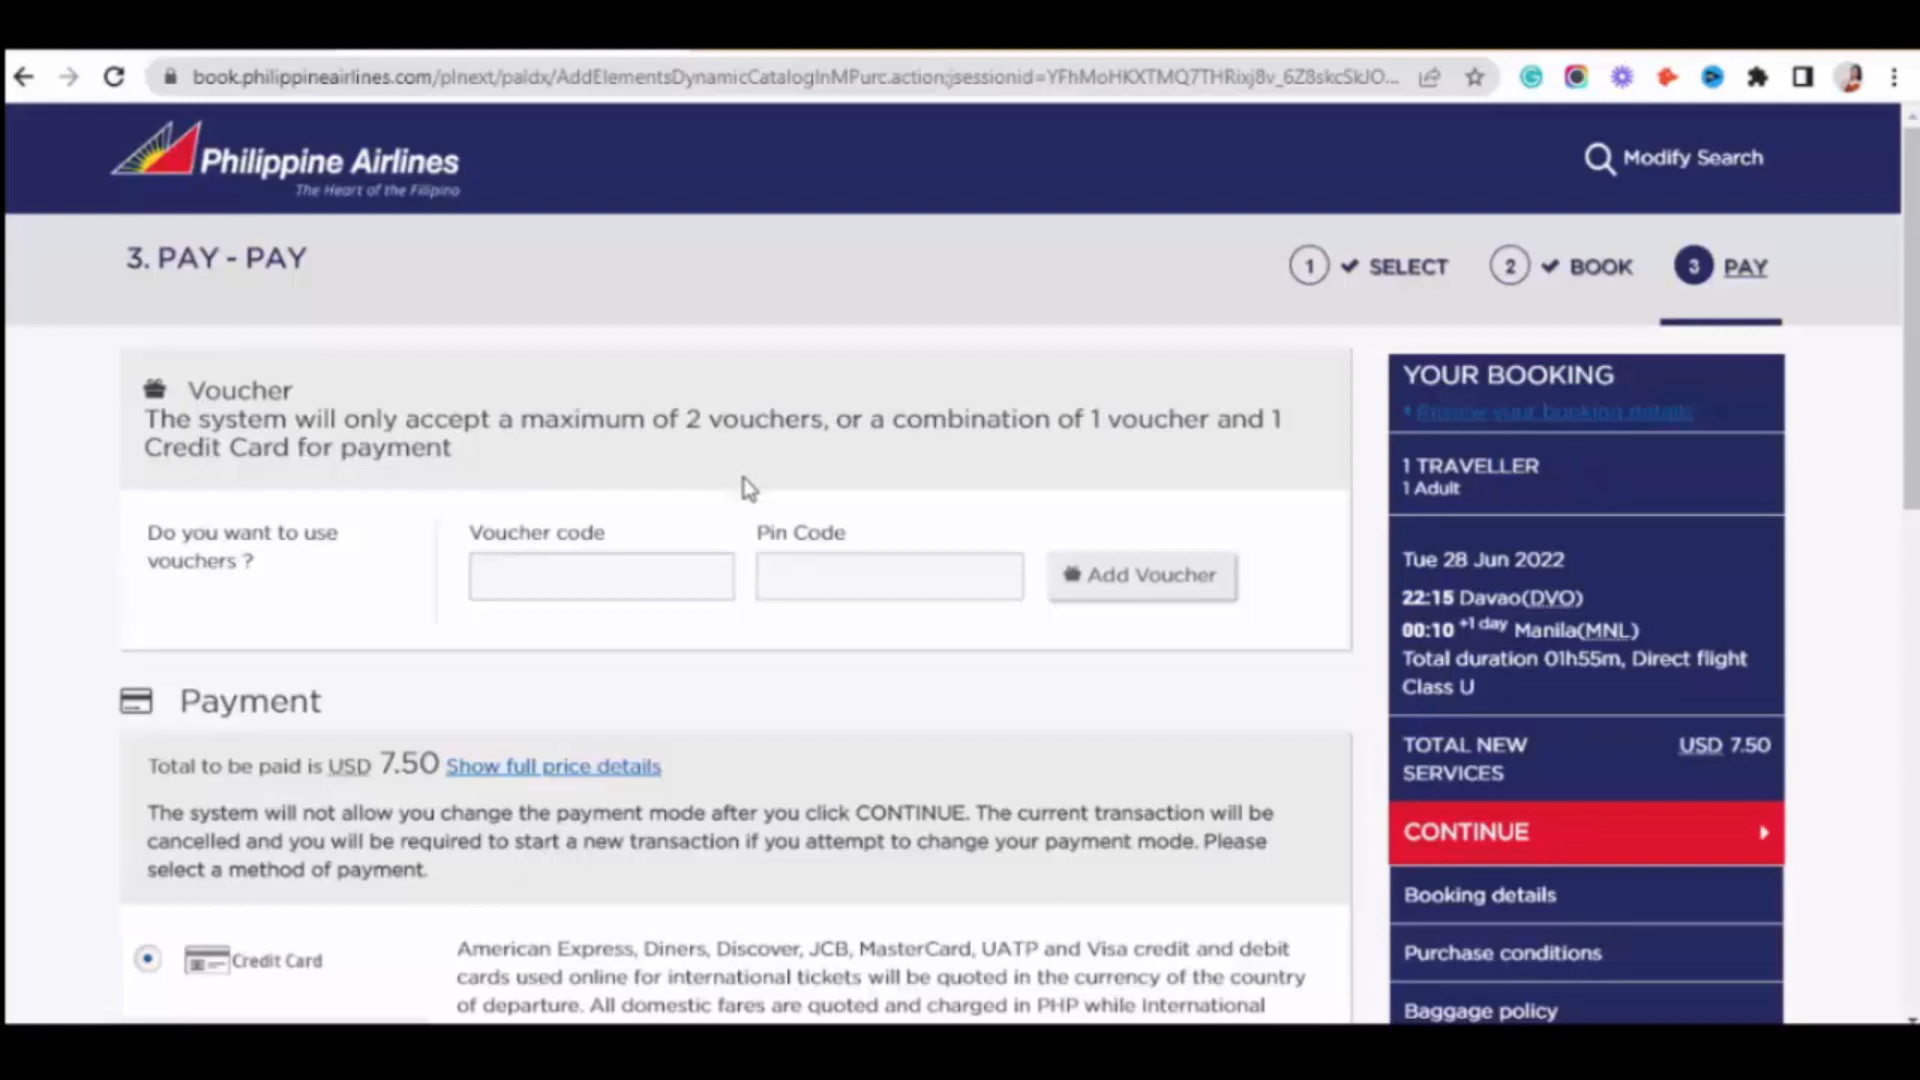 book.philippineairlines.com/plnext/paldx/AddElementsDynamicCatalogInMPurc.action;jsessionid=YFhMoHKXTMQ7THRixj8v_6Z8skcSkJO...
Philippine Airlines
The Heart of the Filipino
Modify Search
3. PAY - PAY
1 SELECT
2 BOOK
3 PAY
Voucher
The system will only accept a maximum of 2 vouchers, or a combination of 1 voucher and 1
Credit Card for payment
Do you want to use
vouchers ?
Voucher code
Pin Code
Add Voucher
Payment
Total to be paid is USD 7.50 Show full price details
The system will not allow you change the payment mode after you click CONTINUE. The current transaction will be
cancelled and you will be required to start a new transaction if you attempt to change your payment mode. Please
select a method of payment.
Credit Card
American Express, Diners, Discover, JCB, MasterCard, UATP and Visa credit and debit
cards used online for international tickets will be quoted in the currency of the country
of departure. All domestic fares are quoted and charged in PHP while International
YOUR BOOKING
Review your booking details
1 TRAVELLER
1 Adult
Tue 28 Jun 2022
22:15 Davao(DVO)
00:10 +1 day Manila(MNL)
Total duration 01h55m, Direct flight
Class U
TOTAL NEW
SERVICES
USD 7.50
CONTINUE
Booking details
Purchase conditions
Baggage policy